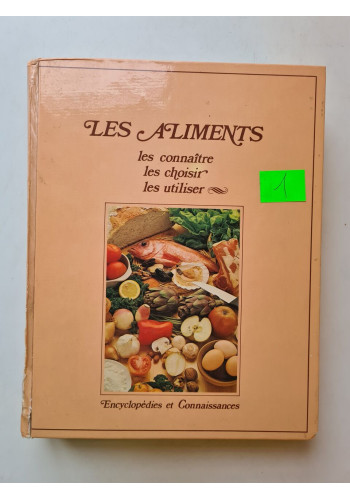 LES ALIMENTS
les connaître
les choisir
les utiliser
1
Encyclopédies et Connaissances